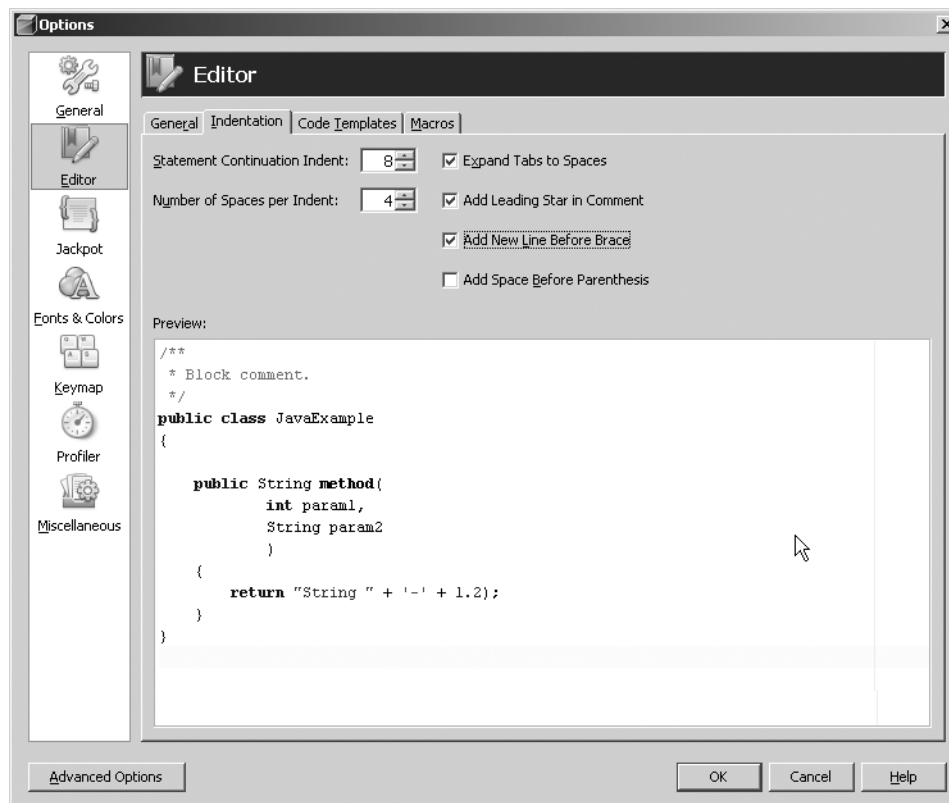 Options
General
Editor
Jackpot
Fonts & Colors
Keymap
Profiler
Miscellaneous
Editor
General Indentation Code Templates Macros
Statement Continuation Indent: 8 Expand Tabs to Spaces
Number of Spaces per Indent: 4 Add Leading Star in Comment
Add New Line Before Brace
Add Space Before Parenthesis
Preview:
/**
 * Block comment.
 */
public class JavaExample
{
    public String method(
            int param1,
            String param2
            )
    {
        return "String " + '-' + 1.2);
    }
}
Advanced Options OK Cancel Help